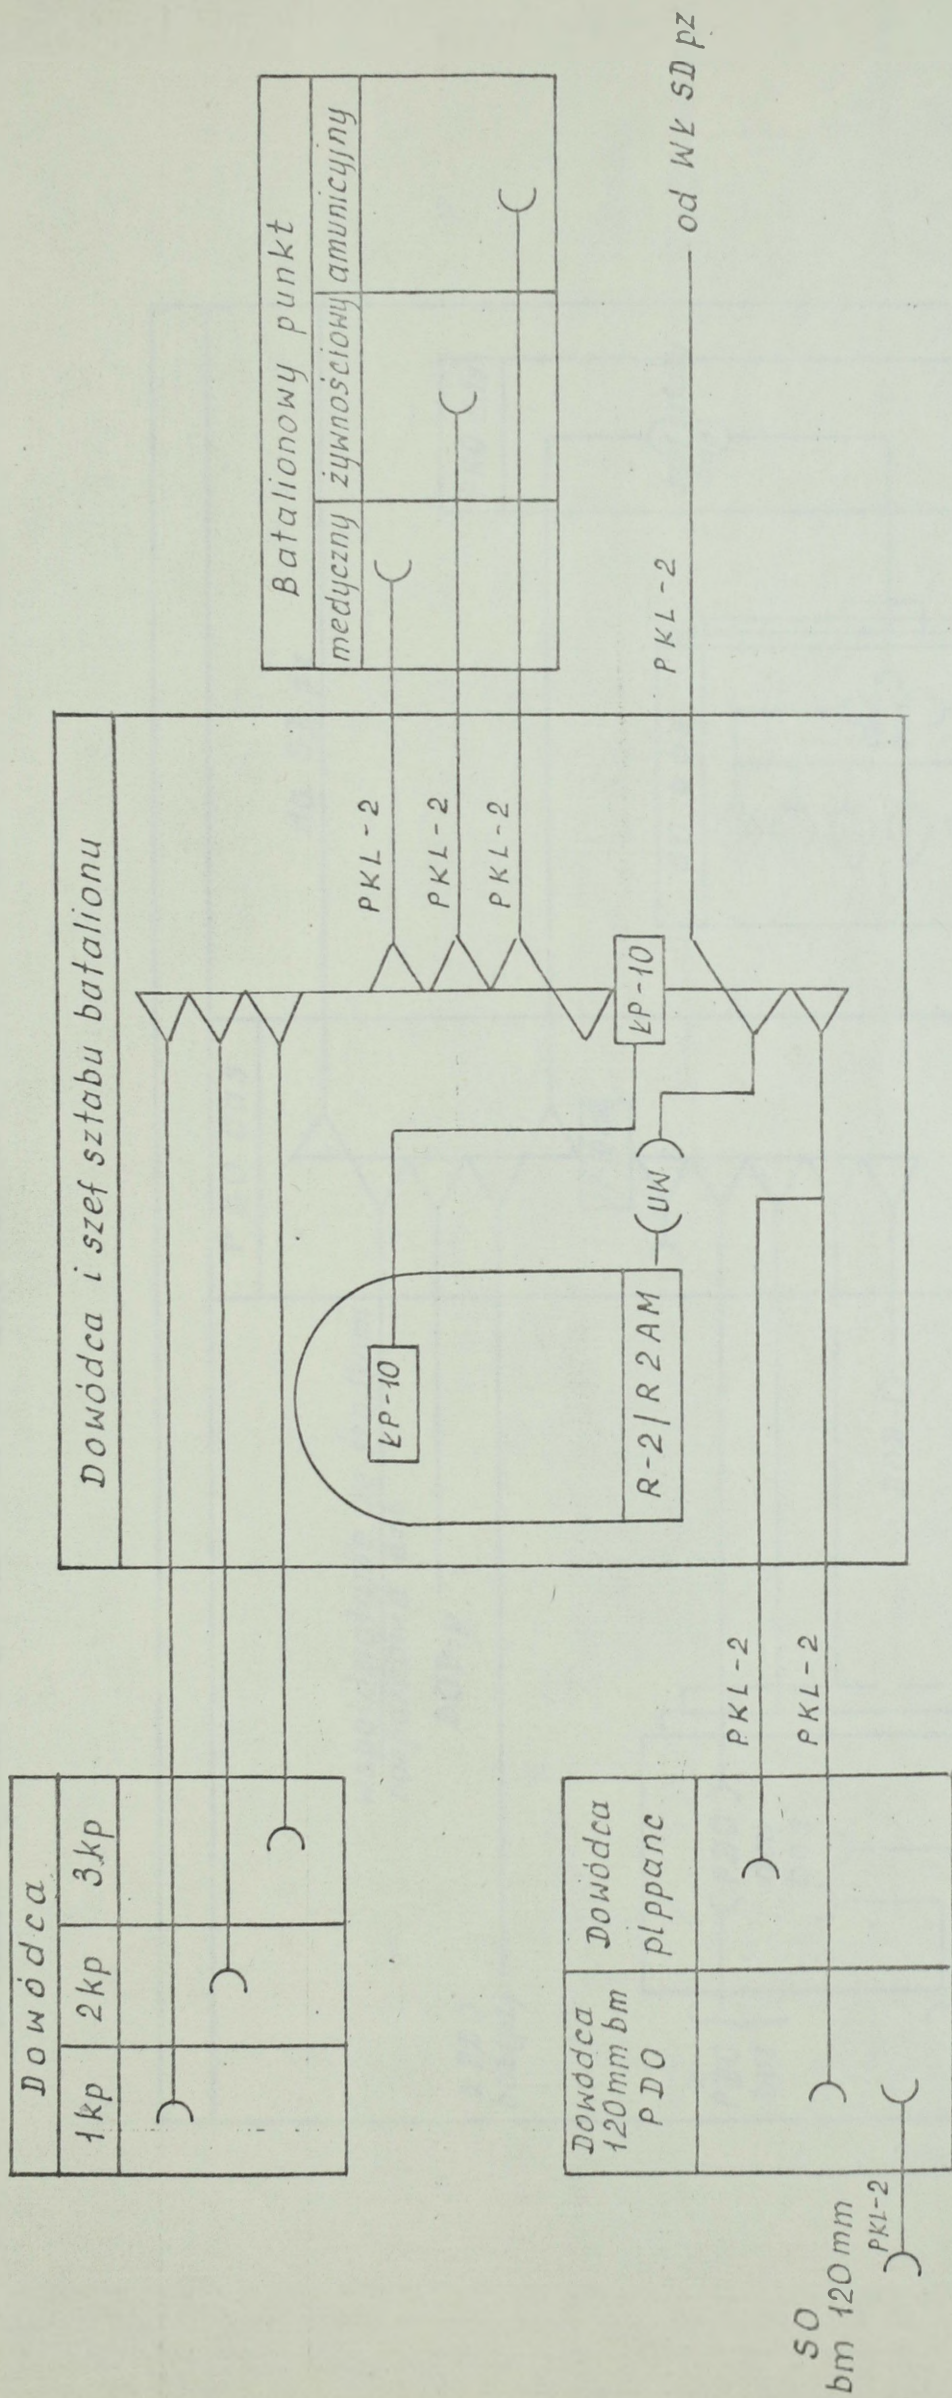 Dowódca
1kp 2kp 3kp
Dowódca
120mm bm
PDO
Dowódca
plppanc
SO
bm 120mm
PKL-2
PKL-2
PKL-2
Dowódca i szef sztabu batalionu
ŁP-10
R-2/R2AM
UW
ŁP-10
PKL-2
PKL-2
PKL-2
Batalionowy punkt
medyczny żywnościowy amunicyjny
PKL-2
od WŁ SD pz